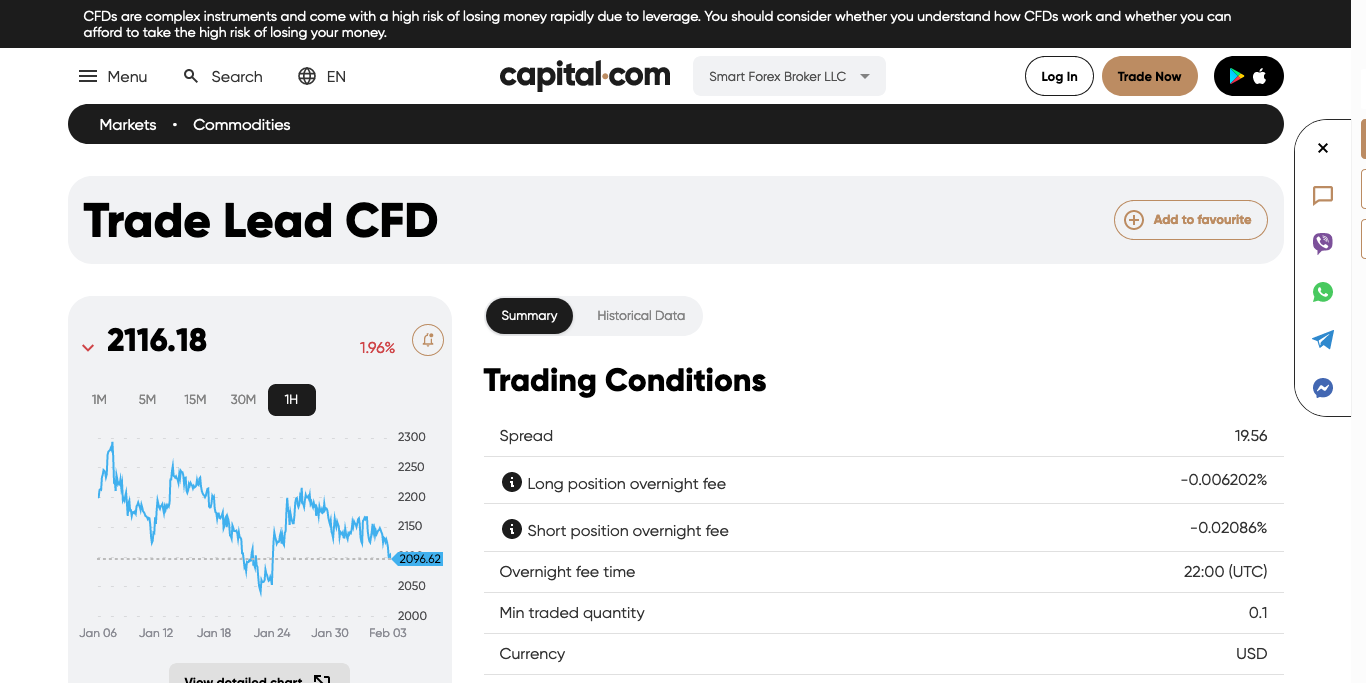 CFDs are complex instruments and come with a high risk of losing money rapidly due to leverage. You should consider whether you understand how CFDs work and whether you can
afford to take the high risk of losing your money.
Menu Search EN capital.com Smart Forex Broker LLC Log In Trade Now
Markets • Commodities
Trade Lead CFD Add to favourite
2116.18 1.96%
1M 5M 15M 30M 1H
2300
2250
2200
2150
2096.62
2050
2000
Jan 06 Jan 12 Jan 18 Jan 24 Jan 30 Feb 03
View detailed chart
Summary Historical Data
Trading Conditions
Spread 19.56
Long position overnight fee -0.006202%
Short position overnight fee -0.02086%
Overnight fee time 22:00 (UTC)
Min traded quantity 0.1
Currency USD